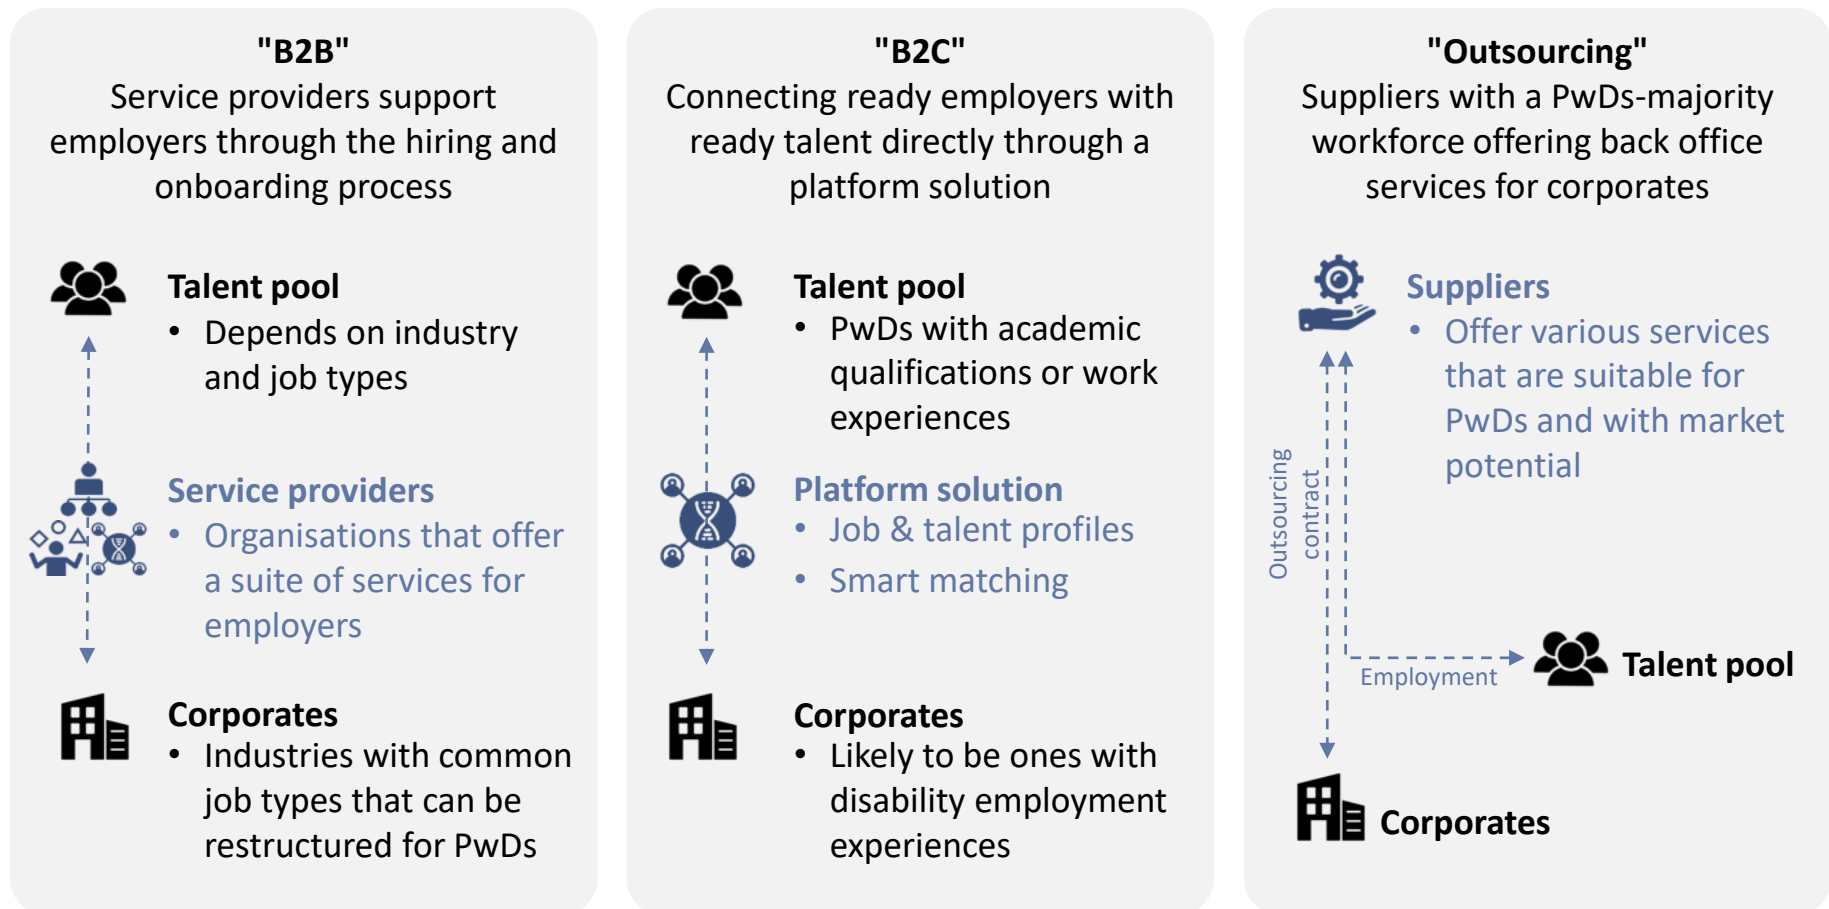 "B2B"
Service providers support
employers through the hiring and
onboarding process
Talent pool
• Depends on industry
and job types
Service providers
• Organisations that offer
a suite of services for
employers
Corporates
• Industries with common
job types that can be
restructured for PwDs
"B2C"
Connecting ready employers with
ready talent directly through a
platform solution
Talent pool
• PwDs with academic
qualifications or work
experiences
Platform solution
• Job & talent profiles
• Smart matching
Corporates
• Likely to be ones with
disability employment
experiences
"Outsourcing"
Suppliers with a PwDs-majority
workforce offering back office
services for corporates
Suppliers
• Offer various services
that are suitable for
PwDs and with market
potential
Outsourcing
contract
Employment
Talent pool
Corporates